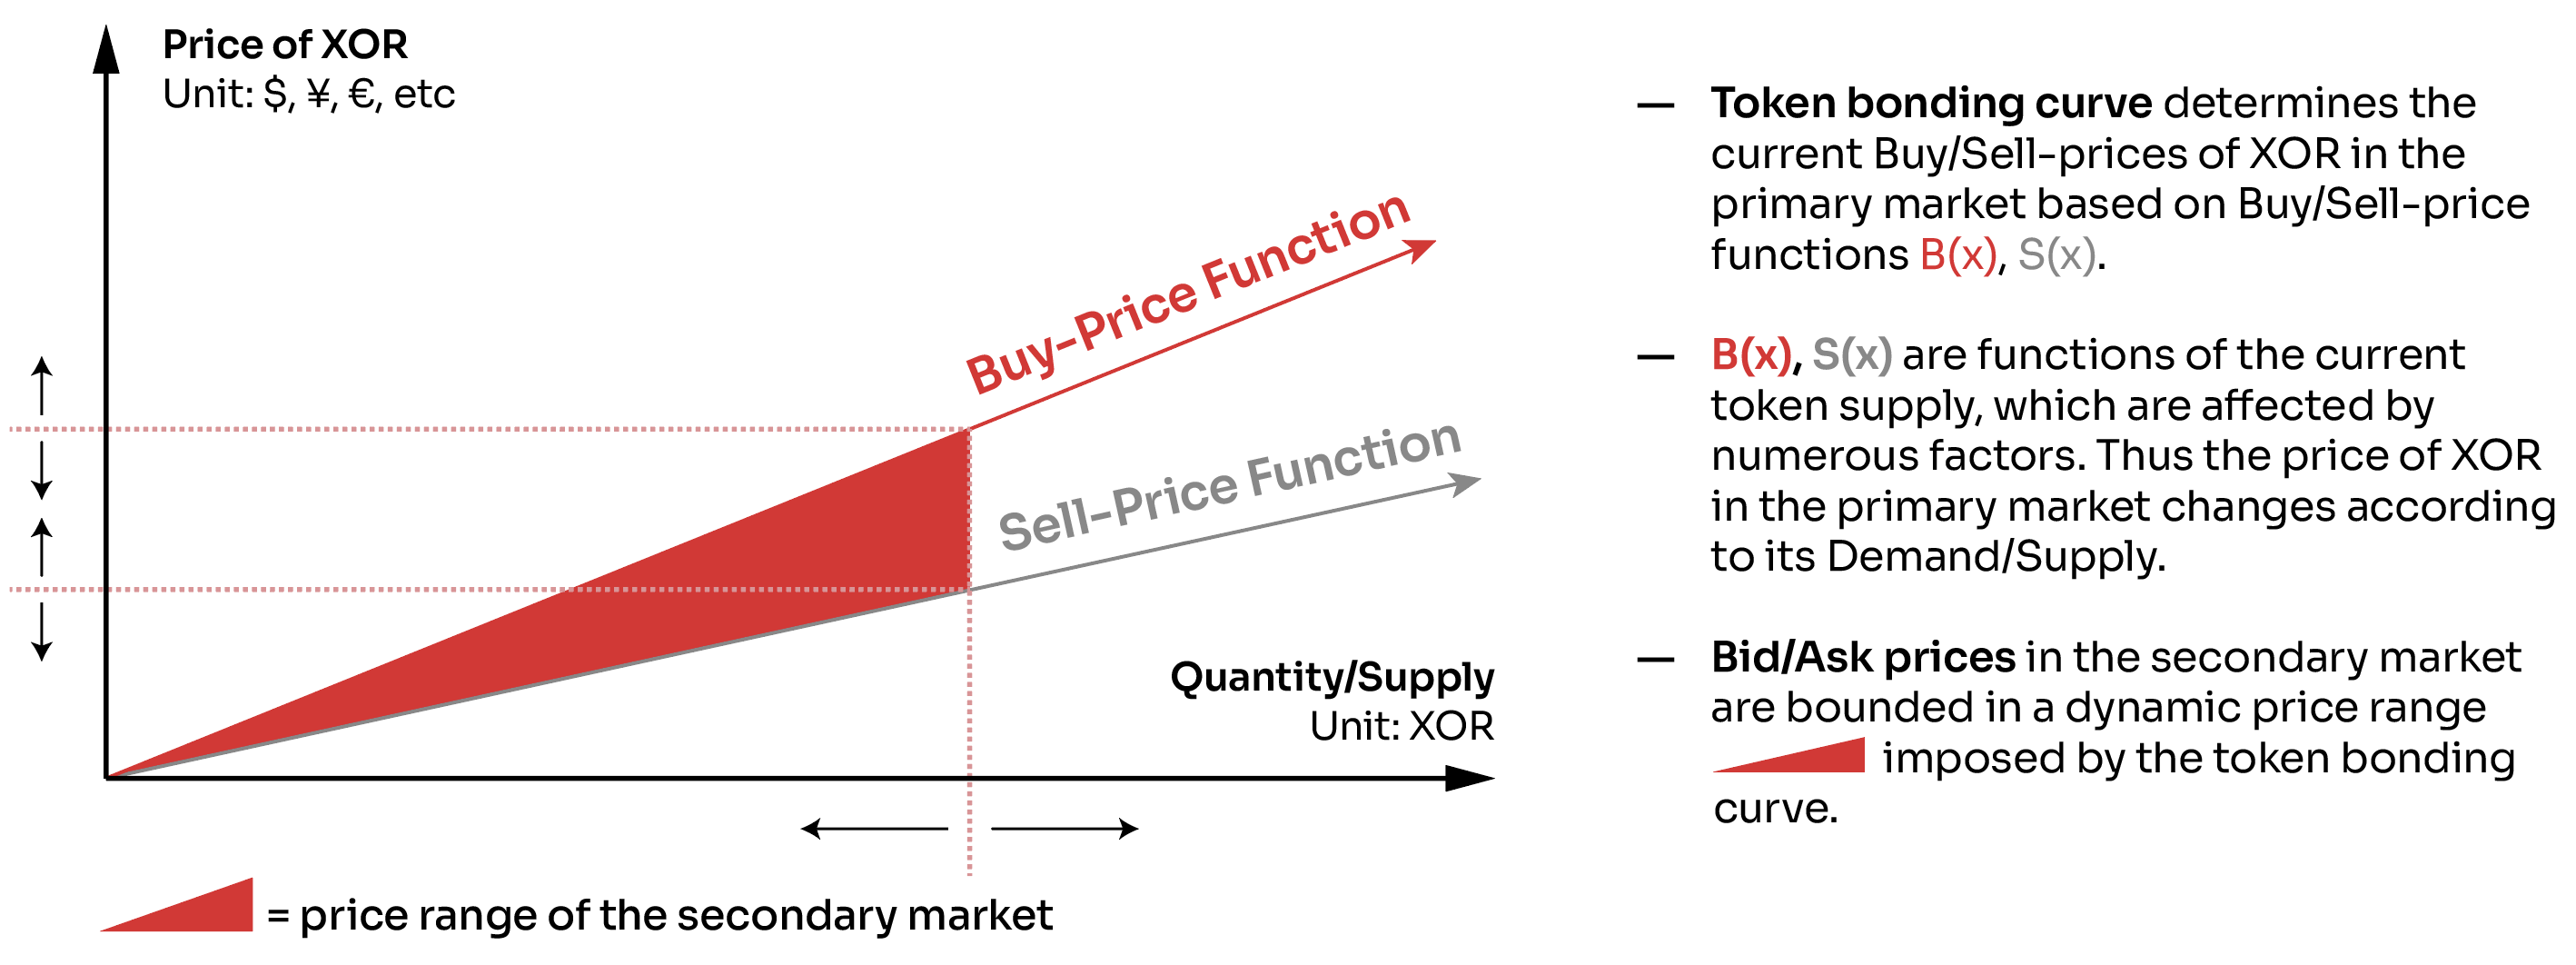 Price of XOR
Unit: $, ¥, €, etc
Buy-Price Function
Sell-Price Function
Quantity/Supply
Unit: XOR
= price range of the secondary market
— Token bonding curve determines the
current Buy/Sell-prices of XOR in the
primary market based on Buy/Sell-price
functions B(x), S(x).
— B(x), S(x) are functions of the current
token supply, which are affected by
numerous factors. Thus the price of XOR
in the primary market changes according
to its Demand/Supply.
— Bid/Ask prices in the secondary market
are bounded in a dynamic price range
imposed by the token bonding
curve.